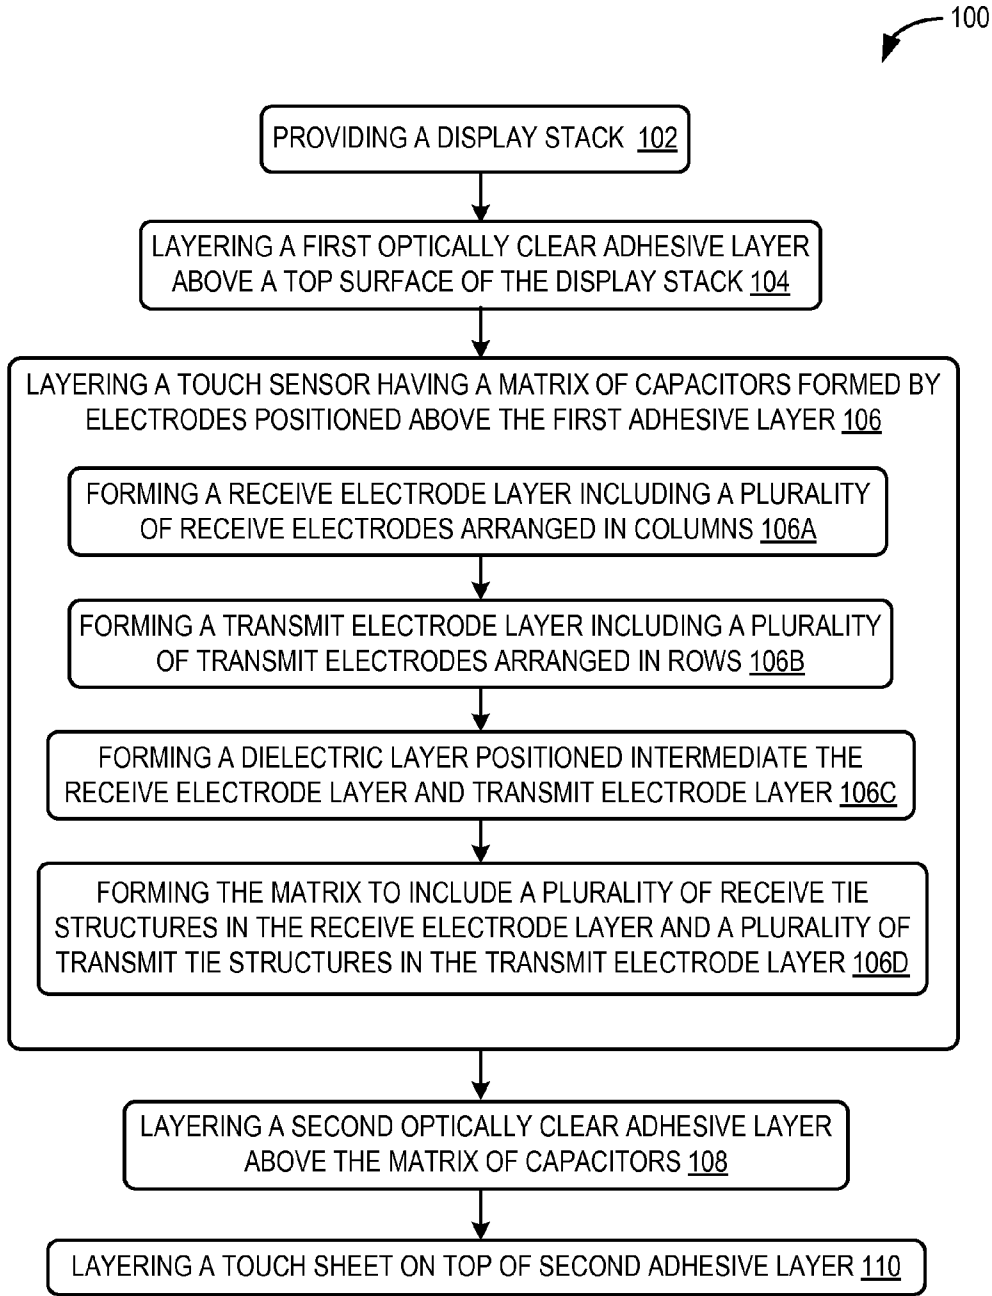 100
PROVIDING A DISPLAY STACK 102
LAYERING A FIRST OPTICALLY CLEAR ADHESIVE LAYER
ABOVE A TOP SURFACE OF THE DISPLAY STACK 104
LAYERING A TOUCH SENSOR HAVING A MATRIX OF CAPACITORS FORMED BY
ELECTRODES POSITIONED ABOVE THE FIRST ADHESIVE LAYER 106
FORMING A RECEIVE ELECTRODE LAYER INCLUDING A PLURALITY
OF RECEIVE ELECTRODES ARRANGED IN COLUMNS 106A
FORMING A TRANSMIT ELECTRODE LAYER INCLUDING A PLURALITY
OF TRANSMIT ELECTRODES ARRANGED IN ROWS 106B
FORMING A DIELECTRIC LAYER POSITIONED INTERMEDIATE THE
RECEIVE ELECTRODE LAYER AND TRANSMIT ELECTRODE LAYER 106C
FORMING THE MATRIX TO INCLUDE A PLURALITY OF RECEIVE TIE
STRUCTURES IN THE RECEIVE ELECTRODE LAYER AND A PLURALITY OF
TRANSMIT TIE STRUCTURES IN THE TRANSMIT ELECTRODE LAYER 106D
LAYERING A SECOND OPTICALLY CLEAR ADHESIVE LAYER
ABOVE THE MATRIX OF CAPACITORS 108
LAYERING A TOUCH SHEET ON TOP OF SECOND ADHESIVE LAYER 110